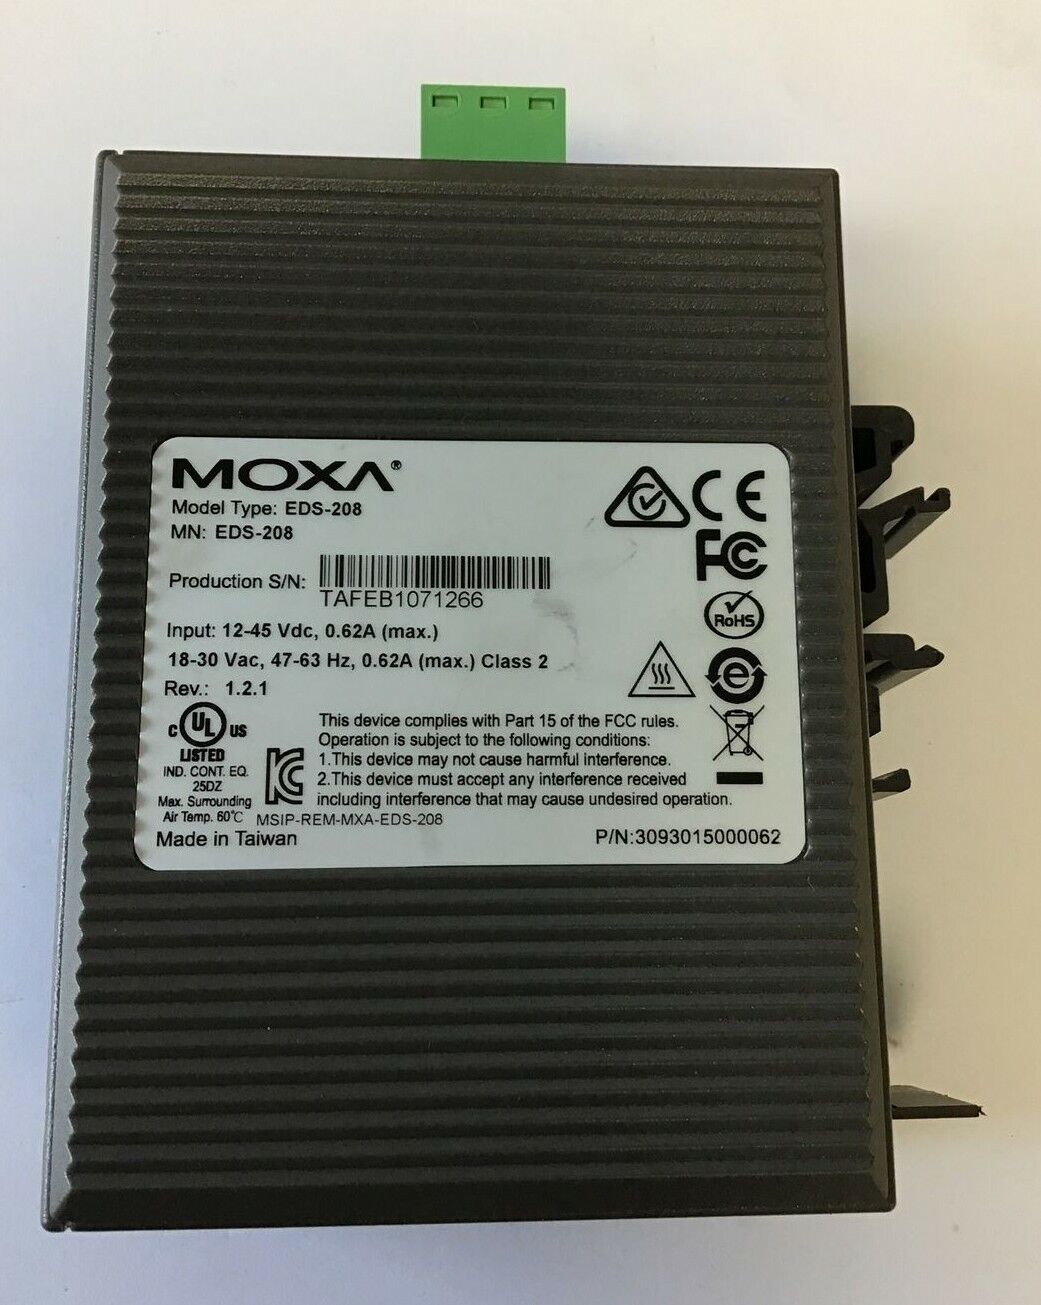 MOXA®
Model Type: EDS-208
MN: EDS-208
Production S/N:
TAFEB1071266
Input: 12-45 Vdc, 0.62A (max.)
18-30 Vac, 47-63 Hz, 0.62A (max.) Class 2
Rev.: 1.2.1
CE
FC
RoHS
e
c UL US
LISTED
IND. CONT. EQ.
25DZ
Max. Surrounding
Air Temp. 60°C
This device complies with Part 15 of the FCC rules.
Operation is subject to the following conditions:
1.This device may not cause harmful interference.
2.This device must accept any interference received
including interference that may cause undesired operation.
MSIP-REM-MXA-EDS-208
Made in Taiwan
P/N:3093015000062